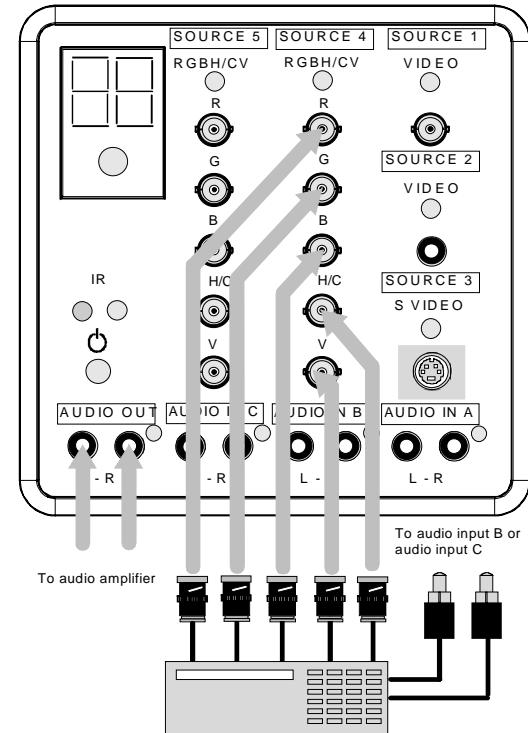 SOURCE 5 SOURCE 4 SOURCE 1
RGBH/CV RGBH/CV VIDEO
R R
G G
SOURCE 2
VIDEO
B B
IR
H/C H/C
SOURCE 3
S VIDEO
V V
AUDIO OUT AUDIO IN B AUDIO IN A
- R - R L - L - R
To audio input B or
audio input C
To audio amplifier